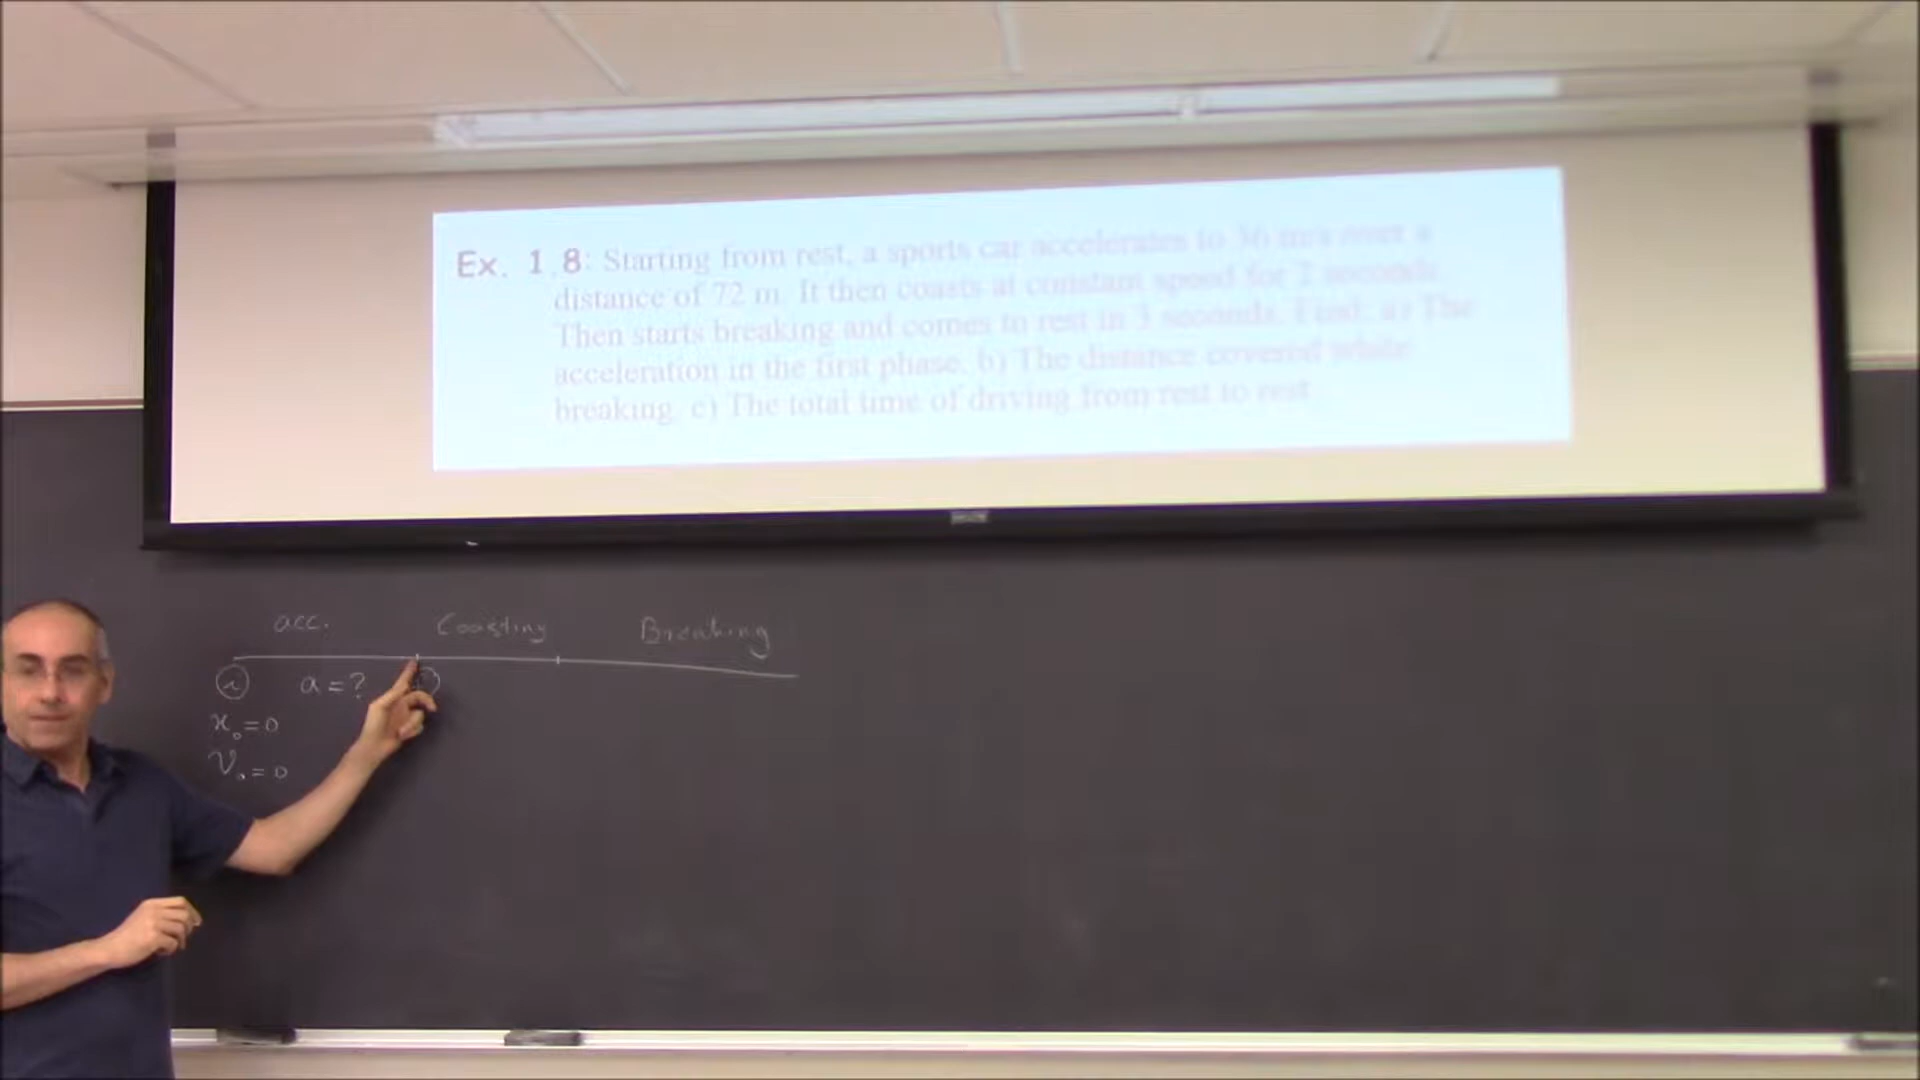 Ex. 1.8: Starting from rest, a sports car accelerates to 36 m/s over a
distance of 72 m. It then coasts at constant speed for 2 seconds.
Then starts breaking and comes to rest in 3 seconds. Find: a) The
acceleration in the first phase. b) The distance covered while
breaking. c) The total time of driving from rest to rest.
acc. Coasting Breaking
i a = ?
x₀ = 0
V₀ = 0